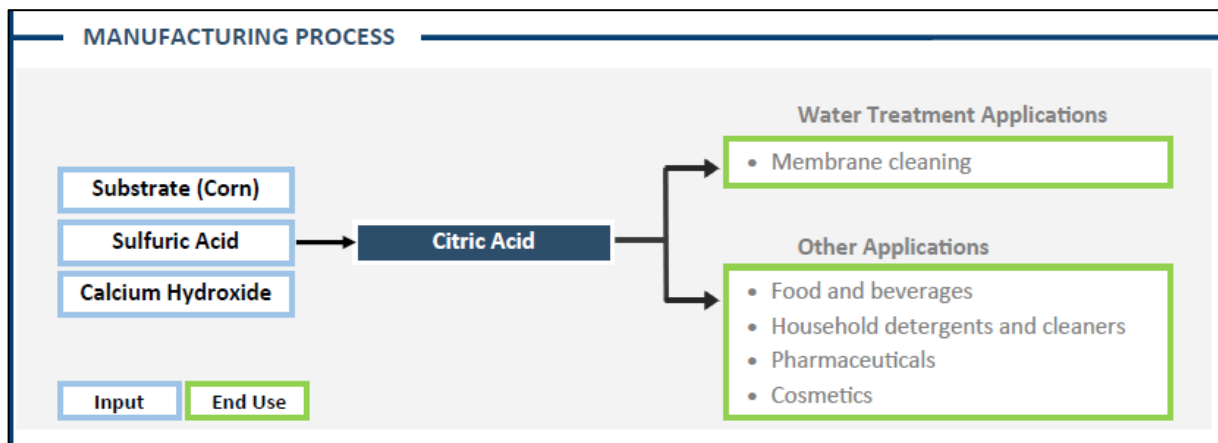 MANUFACTURING PROCESS
Substrate (Corn)
Sulfuric Acid
Calcium Hydroxide
Citric Acid
Water Treatment Applications
• Membrane cleaning
Other Applications
• Food and beverages
• Household detergents and cleaners
• Pharmaceuticals
• Cosmetics
Input
End Use